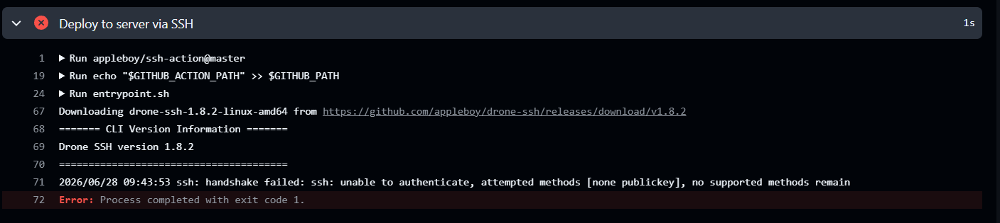 Deploy to server via SSH 1s
1 Run appleboy/ssh-action@master
19 Run echo "$GITHUB_ACTION_PATH" >> $GITHUB_PATH
24 Run entrypoint.sh
67 Downloading drone-ssh-1.8.2-linux-amd64 from https://github.com/appleboy/drone-ssh/releases/download/v1.8.2
68 ======= CLI Version Information =======
69 Drone SSH version 1.8.2
70 =======================================
71 2026/06/28 09:43:53 ssh: handshake failed: ssh: unable to authenticate, attempted methods [none publickey], no supported methods remain
72 Error: Process completed with exit code 1.